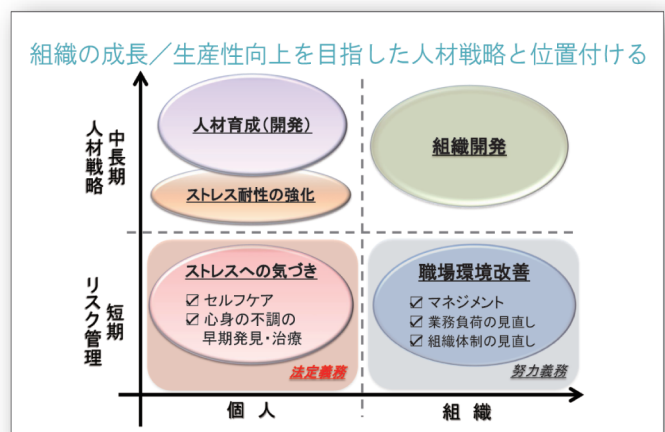 組織の成長／生産性向上を目指した人材戦略と位置付ける
中長期
人材戦略
人材育成（開発）
ストレス耐性の強化
組織開発
短期
リスク管理
ストレスへの気づき
☑ セルフケア
☑ 心身の不調の
早期発見・治療
法定義務
職場環境改善
☑ マネジメント
☑ 業務負荷の見直し
☑ 組織体制の見直し
努力義務
個人
組織